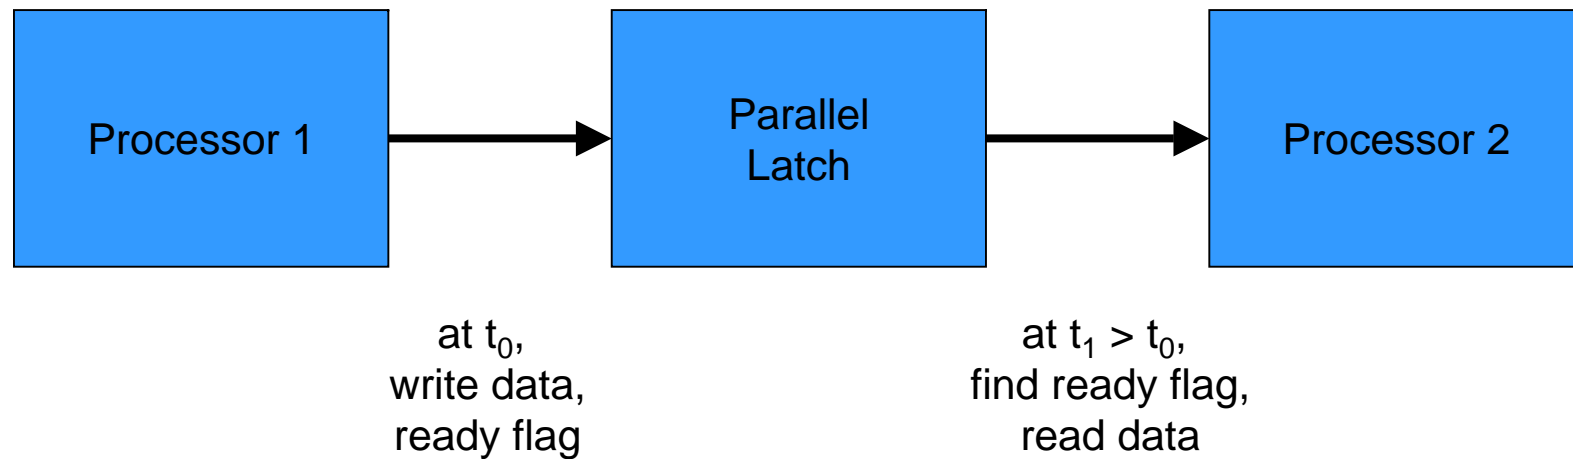 Processor 1
Parallel
Latch
Processor 2
at t₀,
write data,
ready flag
at t₁ > t₀,
find ready flag,
read data